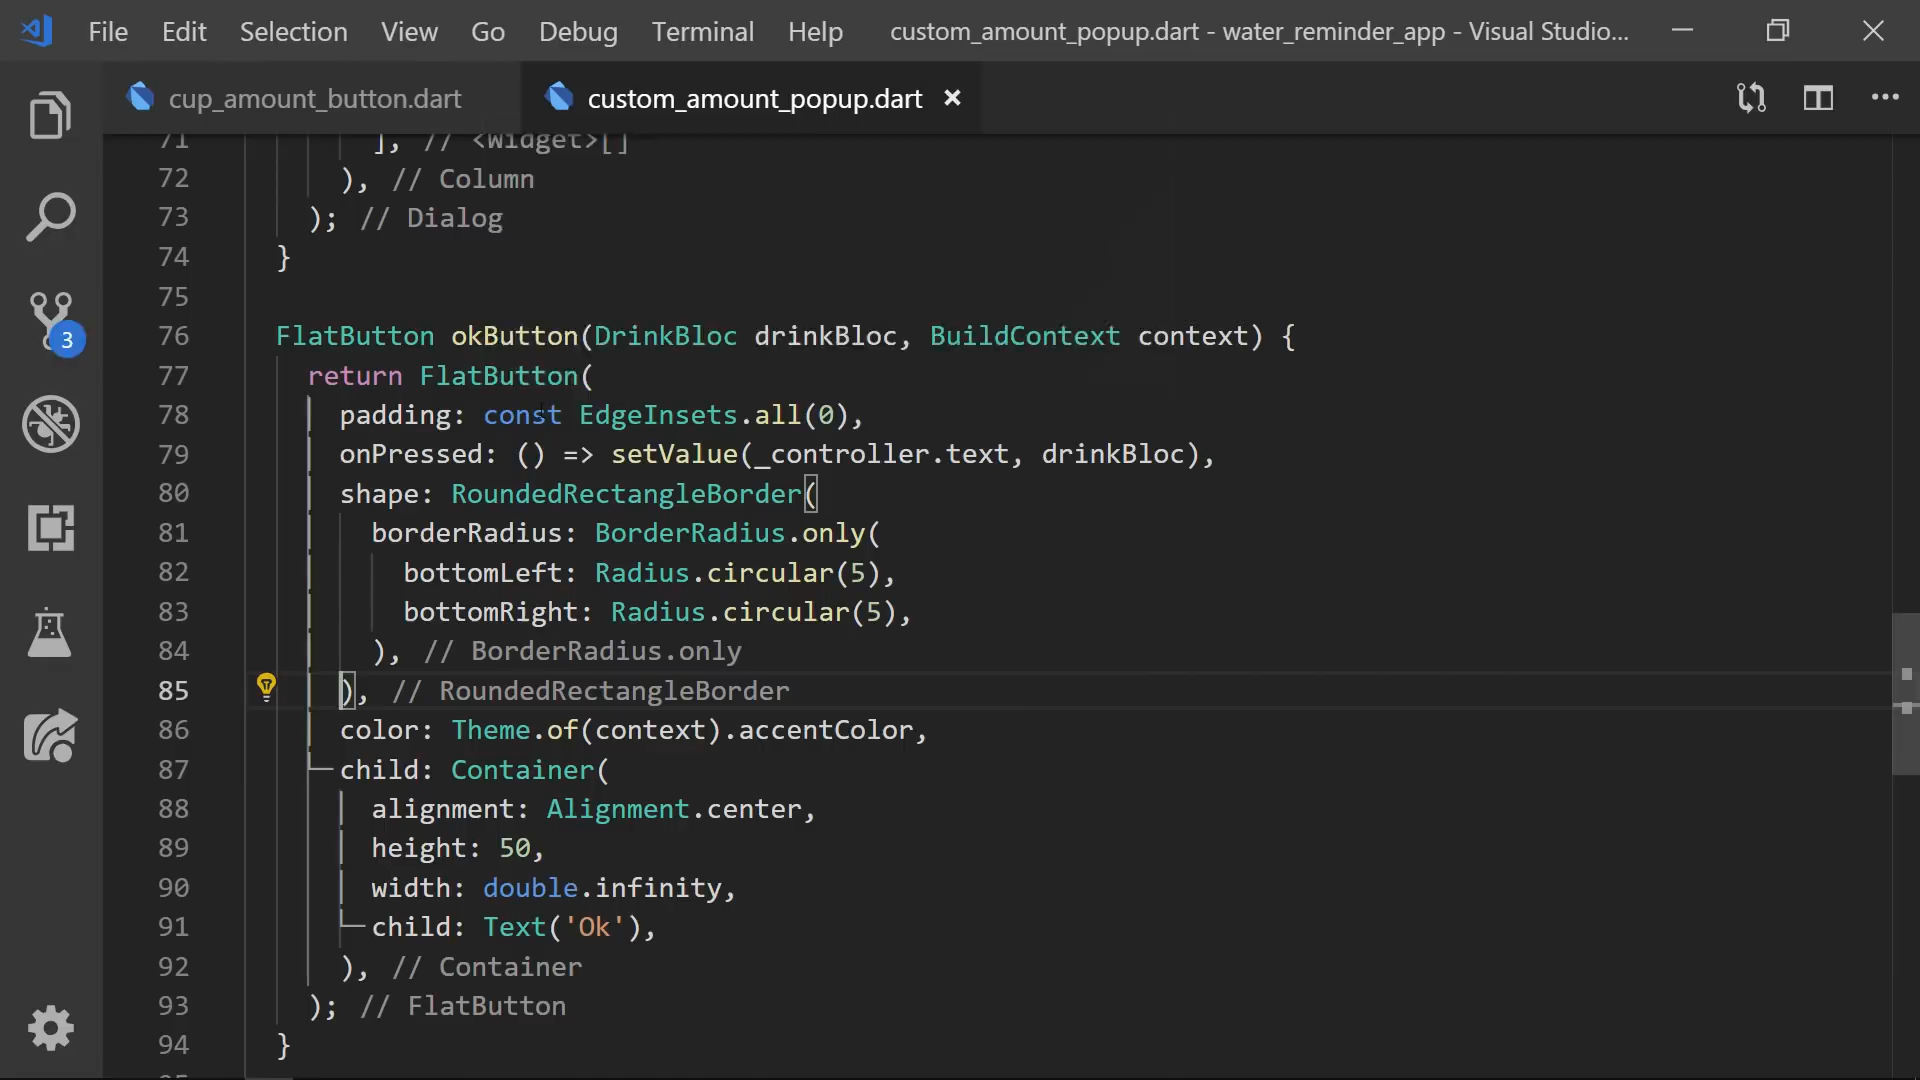 File Edit Selection View Go Debug Terminal Help custom_amount_popup.dart - water_reminder_app - Visual Studio...
cup_amount_button.dart custom_amount_popup.dart
71 ], // <Widget>[]
72 ), // Column
73 ); // Dialog
74 }
75
76 FlatButton okButton(DrinkBloc drinkBloc, BuildContext context) {
77 return FlatButton(
78 padding: const EdgeInsets.all(0),
79 onPressed: () => setValue(_controller.text, drinkBloc),
80 shape: RoundedRectangleBorder(
81 borderRadius: BorderRadius.only(
82 bottomLeft: Radius.circular(5),
83 bottomRight: Radius.circular(5),
84 ), // BorderRadius.only
85 ), // RoundedRectangleBorder
86 color: Theme.of(context).accentColor,
87 child: Container(
88 alignment: Alignment.center,
89 height: 50,
90 width: double.infinity,
91 child: Text('Ok'),
92 ), // Container
93 ); // FlatButton
94 }
3